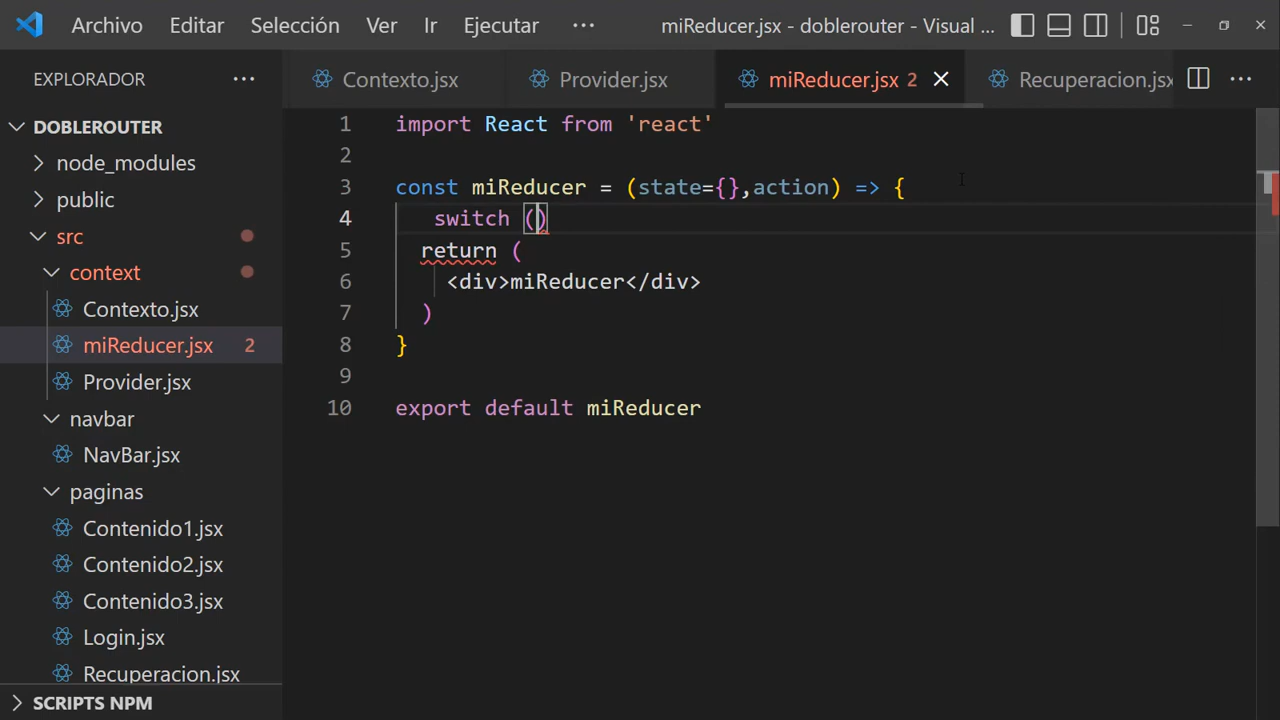 Archivo Editar Selección Ver Ir Ejecutar ··· miReducer.jsx - doblerouter - Visual ...
EXPLORADOR ···
Contexto.jsx Provider.jsx miReducer.jsx 2 Recuperacion.jsx ···
DOBLEROUTER
node_modules
public
src
context
Contexto.jsx
miReducer.jsx 2
Provider.jsx
navbar
NavBar.jsx
paginas
Contenido1.jsx
Contenido2.jsx
Contenido3.jsx
Login.jsx
Recuperacion.jsx
SCRIPTS NPM
1 import React from 'react'
2
3 const miReducer = (state={},action) => {
4 switch ()
5 return (
6 <div>miReducer</div>
7 )
8 }
9
10 export default miReducer